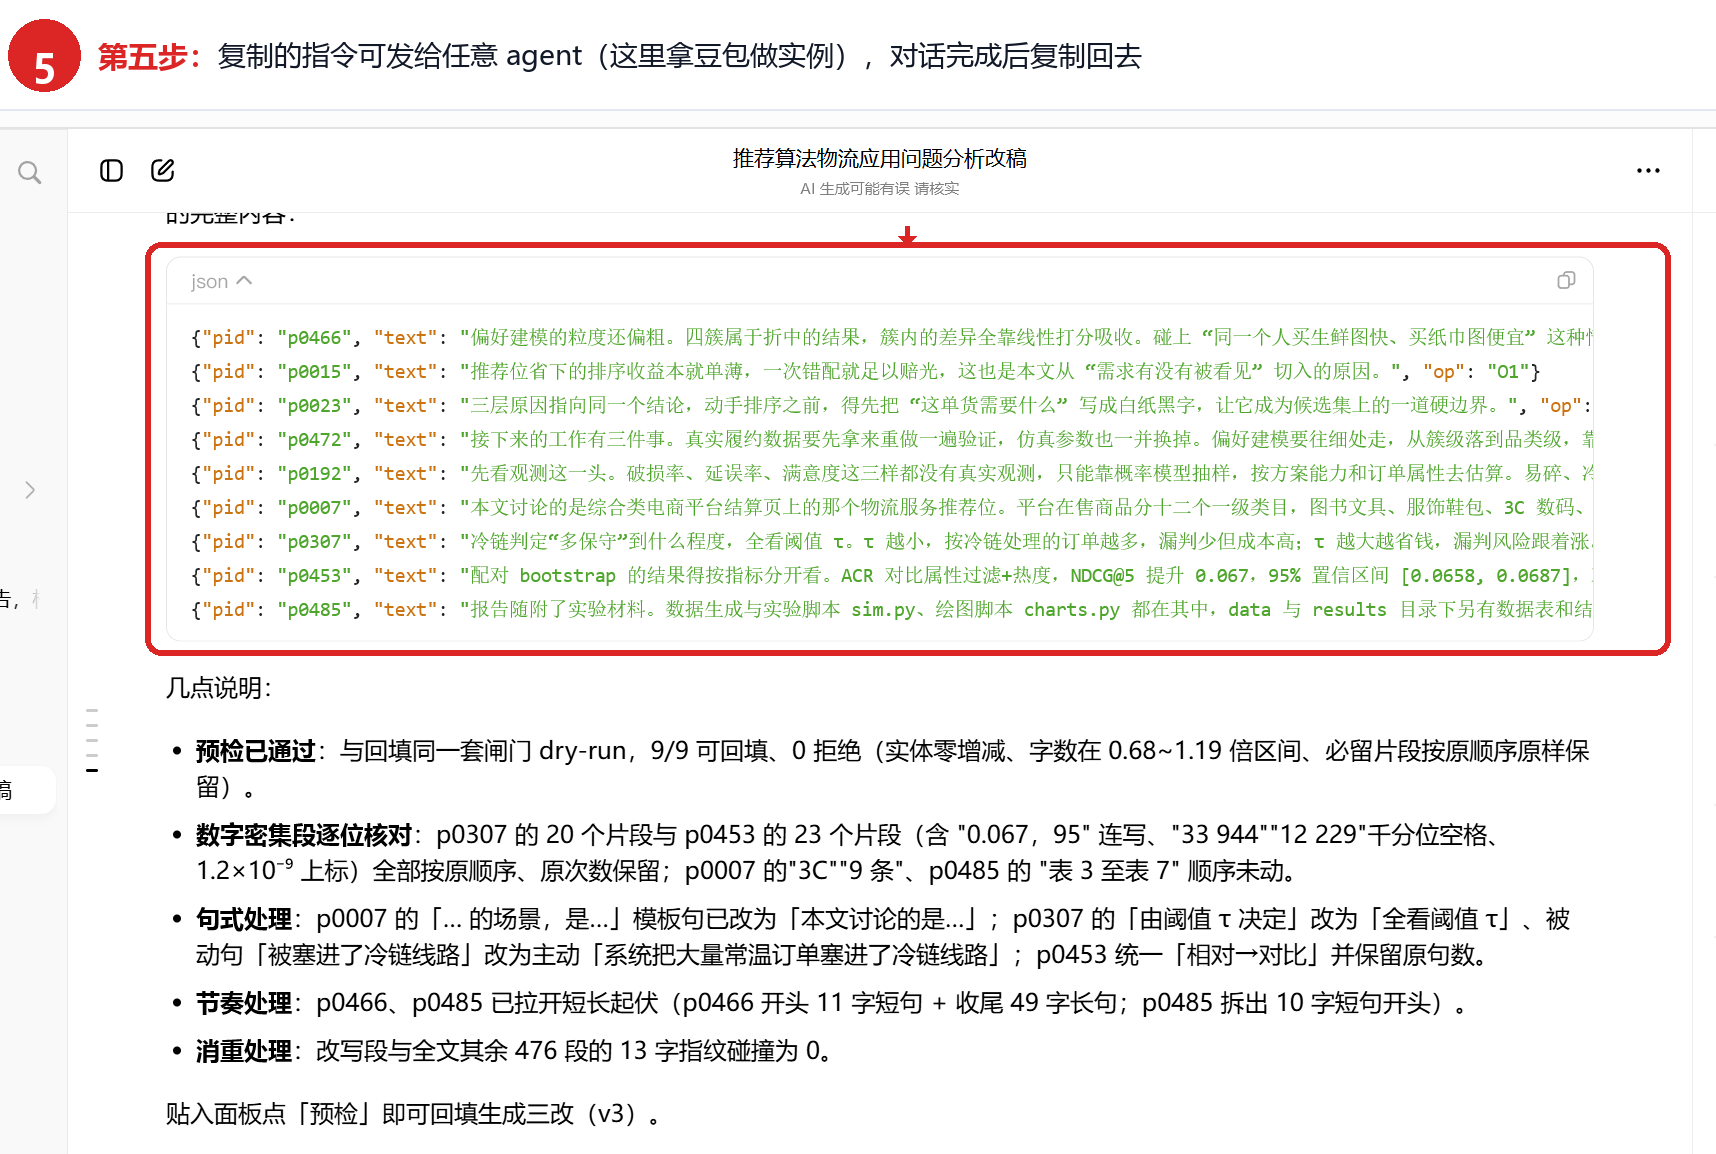 5 第五步：复制的指令可发给任意 agent（这里拿豆包做实例），对话完成后复制回去
推荐算法物流应用问题分析改稿
AI 生成可能有误 请核实
的完整内容：
json
{"pid": "p0466", "text": "偏好建模的粒度还偏粗。四簇属于折中的结果，簇内的差异全靠线性打分吸收。碰上 “同一个人买生鲜图快、买纸巾图便宜” 这种
{"pid": "p0015", "text": "推荐位省下的排序收益本就单薄，一次错配就足以赔光，这也是本文从 “需求有没有被看见” 切入的原因。", "op": "O1"}
{"pid": "p0023", "text": "三层原因指向同一个结论，动手排序之前，得先把 “这单货需要什么” 写成白纸黑字，让它成为候选集上的一道硬边界。", "op":
{"pid": "p0472", "text": "接下来的工作有三件事。真实履约数据要先拿来重做一遍验证，仿真参数也一并换掉。偏好建模要往细处走，从簇级落到品类级，靠
{"pid": "p0192", "text": "先看观测这一头。破损率、延误率、满意度这三样都没有真实观测，只能靠概率模型抽样，按方案能力和订单属性去估算。易碎、冷
{"pid": "p0007", "text": "本文讨论的是综合类电商平台结算页上的那个物流服务推荐位。平台在售商品分十二个一级类目，图书文具、服饰鞋包、3C 数码、
{"pid": "p0307", "text": "冷链判定“多保守”到什么程度，全看阈值 τ。τ 越小，按冷链处理的订单越多，漏判少但成本高；τ 越大越省钱，漏判风险跟着涨
{"pid": "p0453", "text": "配对 bootstrap 的结果得按指标分开看。ACR 对比属性过滤+热度，NDCG@5 提升 0.067，95% 置信区间 [0.0658, 0.0687]，
{"pid": "p0485", "text": "报告随附了实验材料。数据生成与实验脚本 sim.py、绘图脚本 charts.py 都在其中，data 与 results 目录下另有数据表和结
告，
稿
几点说明：
• 预检已通过：与回填同一套闸门 dry-run，9/9 可回填、0 拒绝（实体零增减、字数在 0.68~1.19 倍区间、必留片段按原顺序原样保
留）。
• 数字密集段逐位核对：p0307 的 20 个片段与 p0453 的 23 个片段（含 "0.067，95" 连写、"33 944""12 229"千分位空格、
1.2×10⁻⁹ 上标）全部按原顺序、原次数保留；p0007 的"3C""9 条"、p0485 的 "表 3 至表 7" 顺序未动。
• 句式处理：p0007 的「... 的场景，是...」模板句已改为「本文讨论的是...」；p0307 的「由阈值 τ 决定」改为「全看阈值 τ」、被
动句「被塞进了冷链线路」改为主动「系统把大量常温订单塞进了冷链线路」；p0453 统一「相对→对比」并保留原句数。
• 节奏处理：p0466、p0485 已拉开短长起伏（p0466 开头 11 字短句 + 收尾 49 字长句；p0485 拆出 10 字短句开头）。
• 消重处理：改写段与全文其余 476 段的 13 字指纹碰撞为 0。
贴入面板点「预检」即可回填生成三改（v3）。